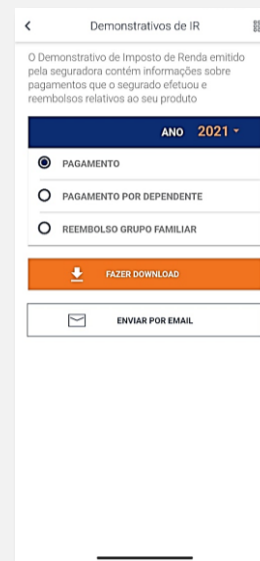 Demonstrativos de IR
O Demonstrativo de Imposto de Renda emitido
pela seguradora contém informações sobre
pagamentos que o segurado efetuou e
reembolsos relativos ao seu produto
ANO 2021
PAGAMENTO
PAGAMENTO POR DEPENDENTE
REEMBOLSO GRUPO FAMILIAR
FAZER DOWNLOAD
ENVIAR POR EMAIL